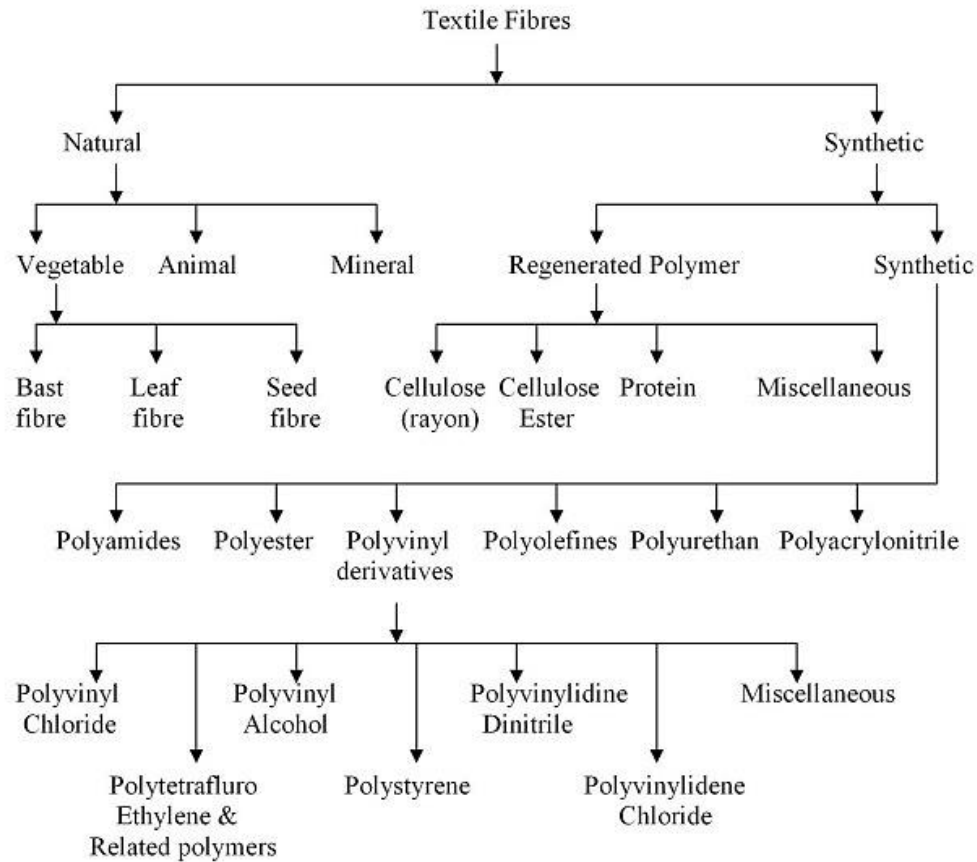 Textile Fibres
Natural
Synthetic
Vegetable
Animal
Mineral
Regenerated Polymer
Synthetic
Bast
fibre
Leaf
fibre
Seed
fibre
Cellulose
(rayon)
Cellulose
Ester
Protein
Miscellaneous
Polyamides
Polyester
Polyvinyl
derivatives
Polyolefines
Polyurethan
Polyacrylonitrile
Polyvinyl
Chloride
Polyvinyl
Alcohol
Polyvinylidine
Dinitrile
Miscellaneous
Polytetrafluro
Ethylene &
Related polymers
Polystyrene
Polyvinylidene
Chloride